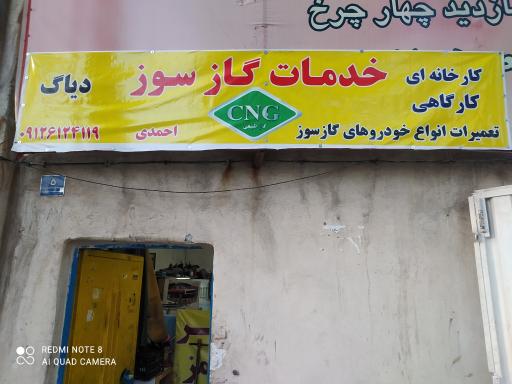 بازدید چهار چرخ
خدمات گاز سوز
کارخانه ای
کارگاهی
دیاگ
CNG
تعمیرات انواع خودروهای گازسوز
احمدی
۰۹۱۲۶۱۲۴۱۱۹
۵
REDMI NOTE 8
AI QUAD CAMERA